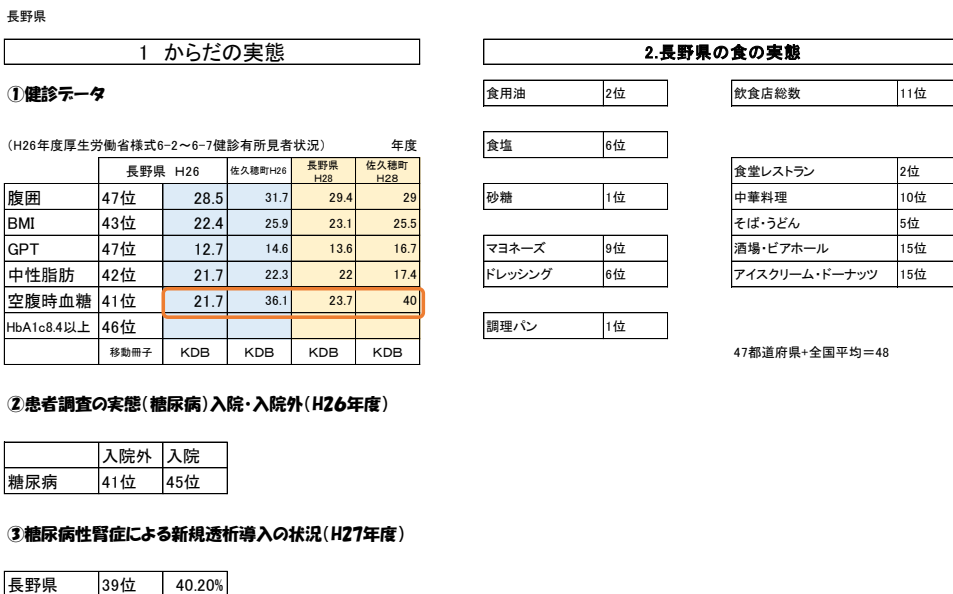 長野県
1 からだの実態
①健診データ
(H26年度厚生労働省様式6-2～6-7健診有所見者状況) 年度
長野県 H26 佐久穂町H26 長野県H28 佐久穂町H28
腹囲 47位 28.5 31.7 29.4 29
BMI 43位 22.4 25.9 23.1 25.5
GPT 47位 12.7 14.6 13.6 16.7
中性脂肪 42位 21.7 22.3 22 17.4
空腹時血糖 41位 21.7 36.1 23.7 40
HbA1c8.4以上 46位
移動冊子 KDB KDB KDB KDB
②患者調査の実態(糖尿病)入院・入院外(H26年度)
入院外 入院
糖尿病 41位 45位
③糖尿病性腎症による新規透析導入の状況(H27年度)
長野県 39位 40.20%
2.長野県の食の実態
食用油 2位
食塩 6位
砂糖 1位
マヨネーズ 9位
ドレッシング 6位
調理パン 1位
飲食店総数 11位
食堂レストラン 2位
中華料理 10位
そば・うどん 5位
酒場・ビアホール 15位
アイスクリーム・ドーナッツ 15位
47都道府県+全国平均＝48